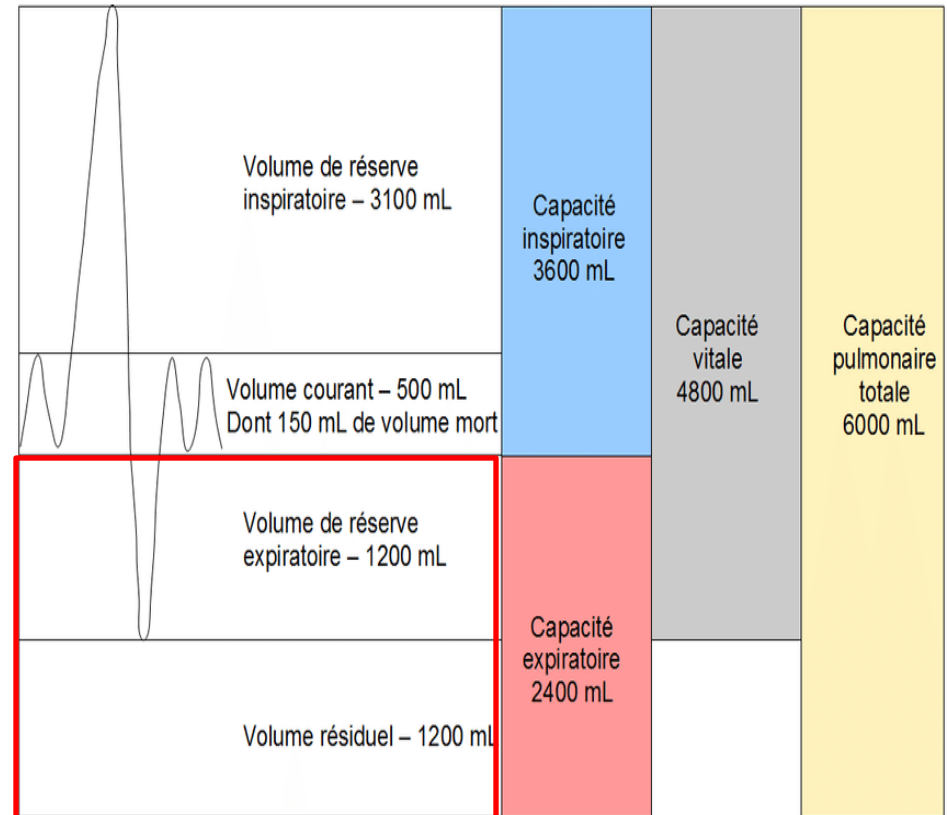 Volume de réserve
inspiratoire – 3100 mL
Capacité
inspiratoire
3600 mL
Capacité
vitale
4800 mL
Capacité
pulmonaire
totale
6000 mL
Volume courant – 500 mL
Dont 150 mL de volume mort
Volume de réserve
expiratoire – 1200 mL
Capacité
expiratoire
2400 mL
Volume résiduel – 1200 mL